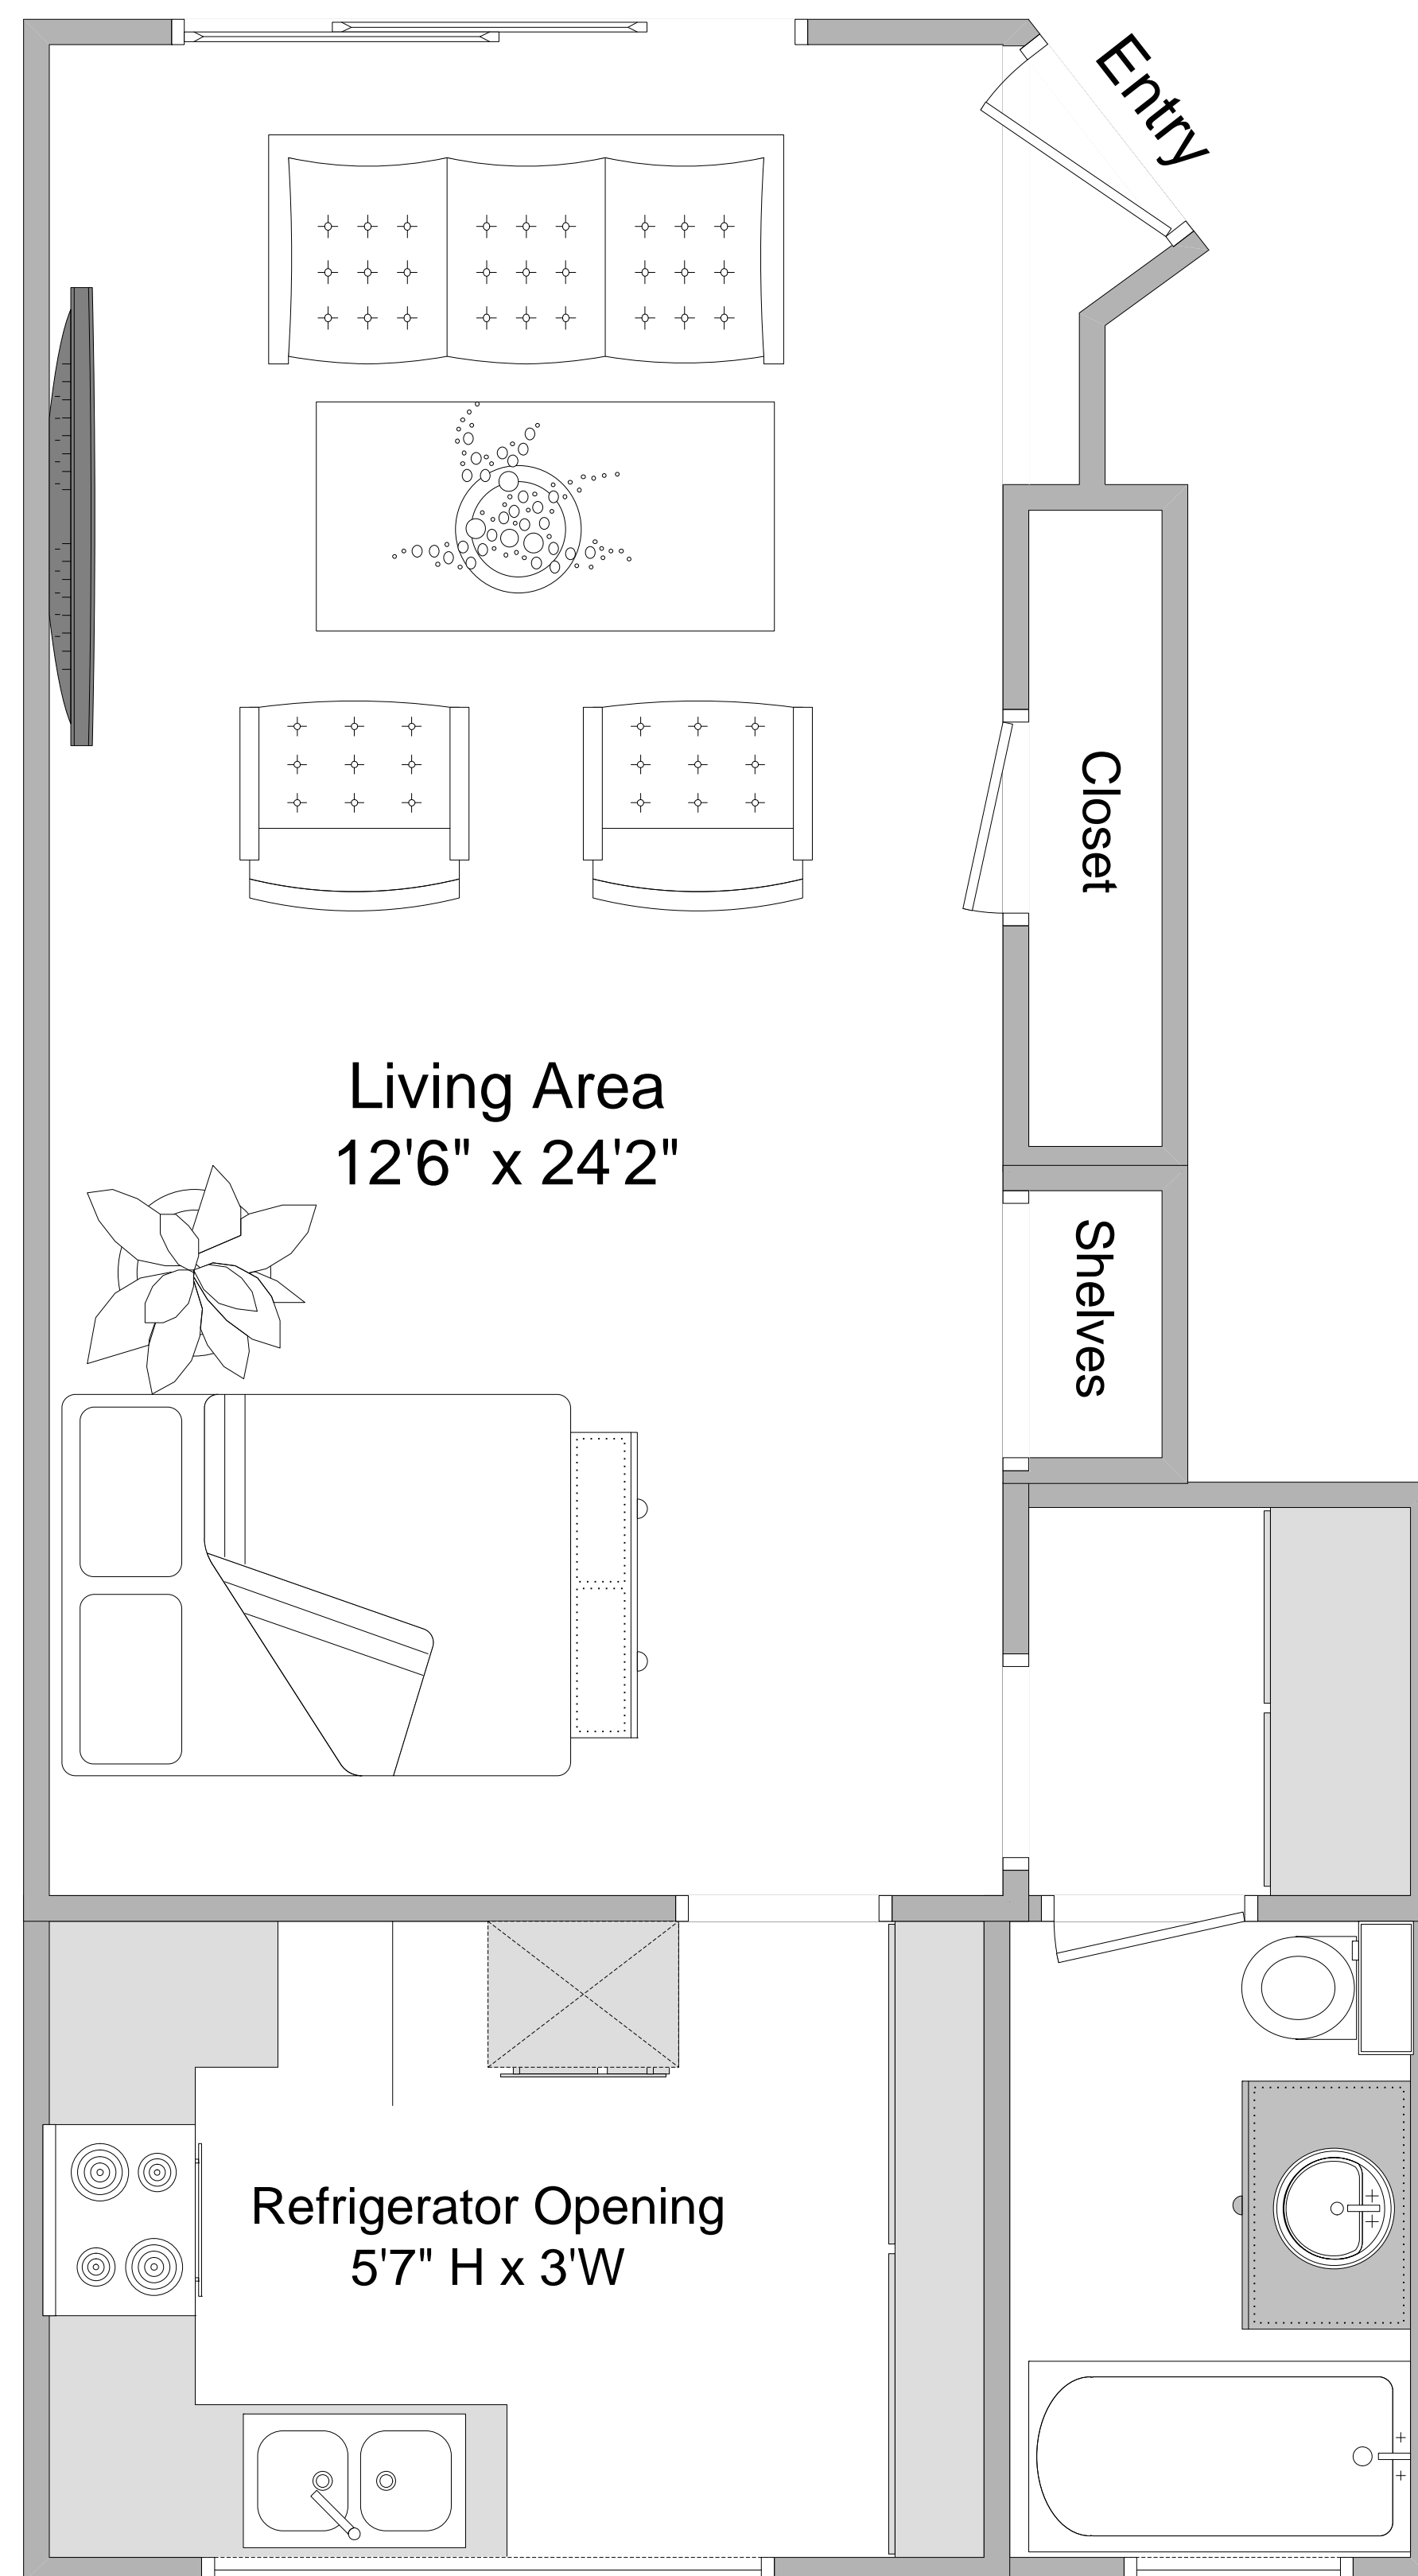 Entry
Closet
Living Area
12'6" x 24'2"
Shelves
Refrigerator Opening
5'7" H x 3'W